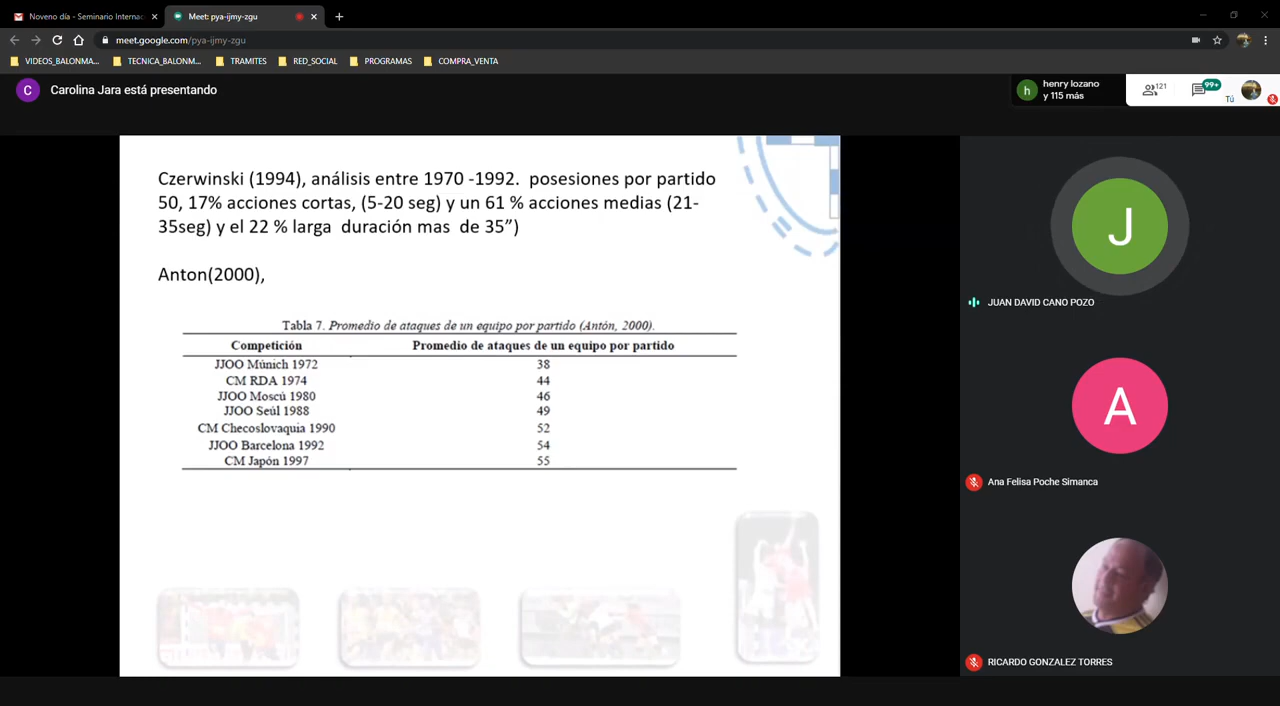 Noveno día - Seminario Internac
Meet: pya-ijmy-zgu
meet.google.com/pya-ijmy-zgu
VIDEOS_BALONMA... TECNICA_BALONM... TRAMITES RED_SOCIAL PROGRAMAS COMPRA_VENTA
C Carolina Jara está presentando
h henry lozano
y 115 más
121
99+
Tú
Czerwinski (1994), análisis entre 1970 -1992. posesiones por partido
50, 17% acciones cortas, (5-20 seg) y un 61 % acciones medias (21-
35seg) y el 22 % larga duración mas de 35”)
Anton(2000),
Tabla 7. Promedio de ataques de un equipo por partido (Antón, 2000).
Competición Promedio de ataques de un equipo por partido
JJOO Múnich 1972 38
CM RDA 1974 44
JJOO Moscú 1980 46
JJOO Seúl 1988 49
CM Checoslovaquia 1990 52
JJOO Barcelona 1992 54
CM Japón 1997 55
J
JUAN DAVID CANO POZO
A
Ana Felisa Poche Simanca
RICARDO GONZALEZ TORRES